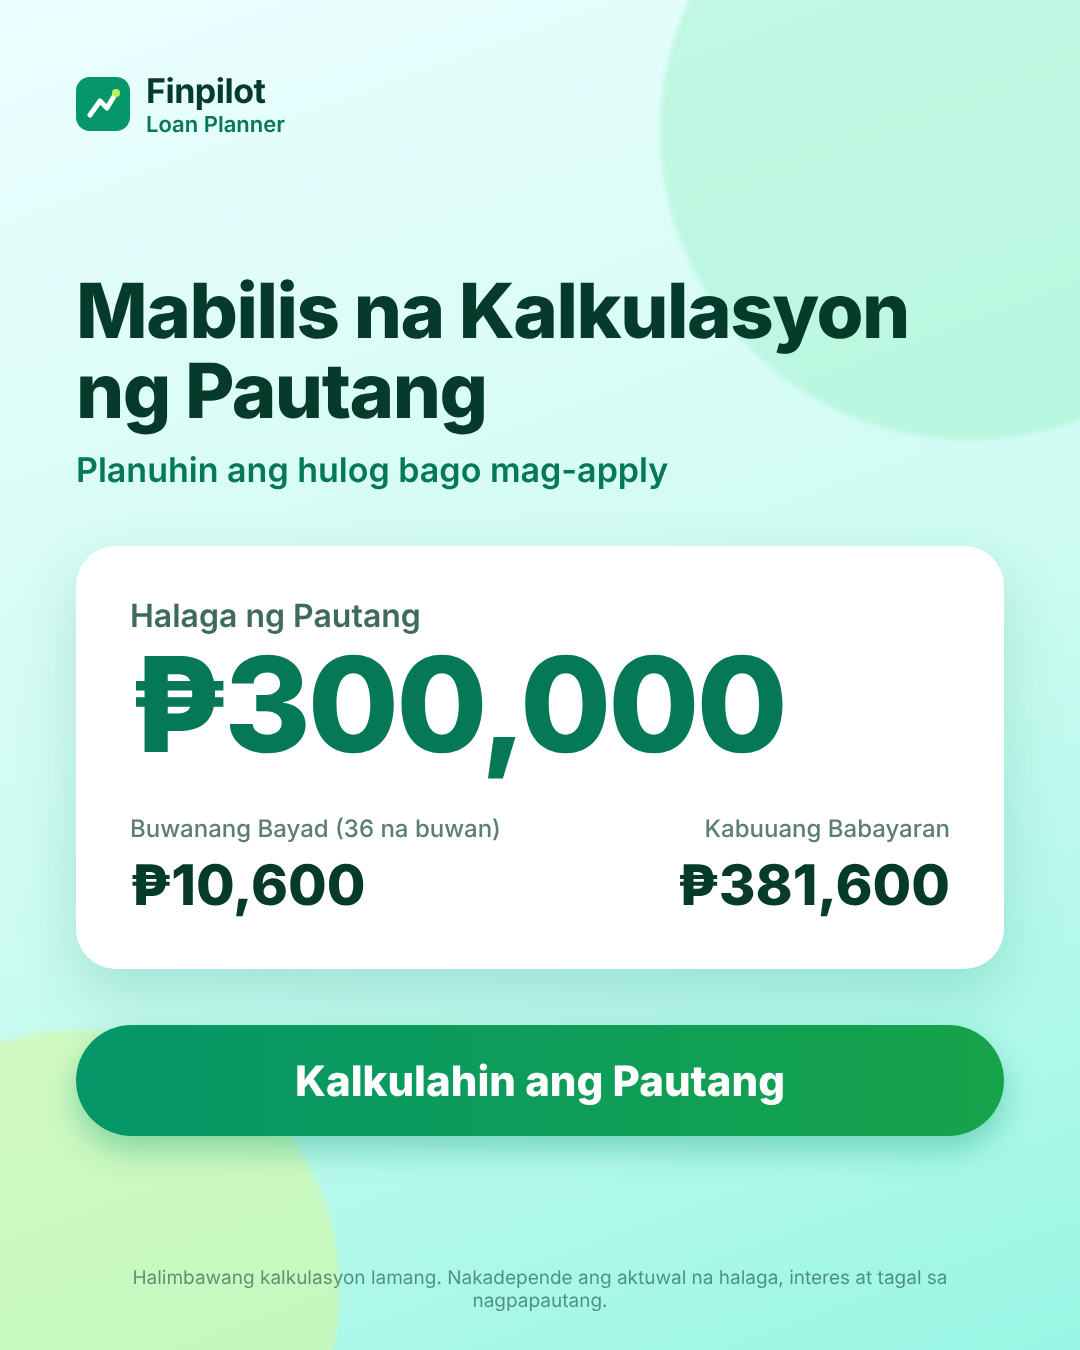 Finpilot
Loan Planner
Mabilis na Kalkulasyon
ng Pautang
Planuhin ang hulog bago mag-apply
Halaga ng Pautang
₱300,000
Buwanang Bayad (36 na buwan)
₱10,600
Kabuuang Babayaran
₱381,600
Kalkulahin ang Pautang
Halimbawang kalkulasyon lamang. Nakadepende ang aktuwal na halaga, interes at tagal sa
nagpapautang.